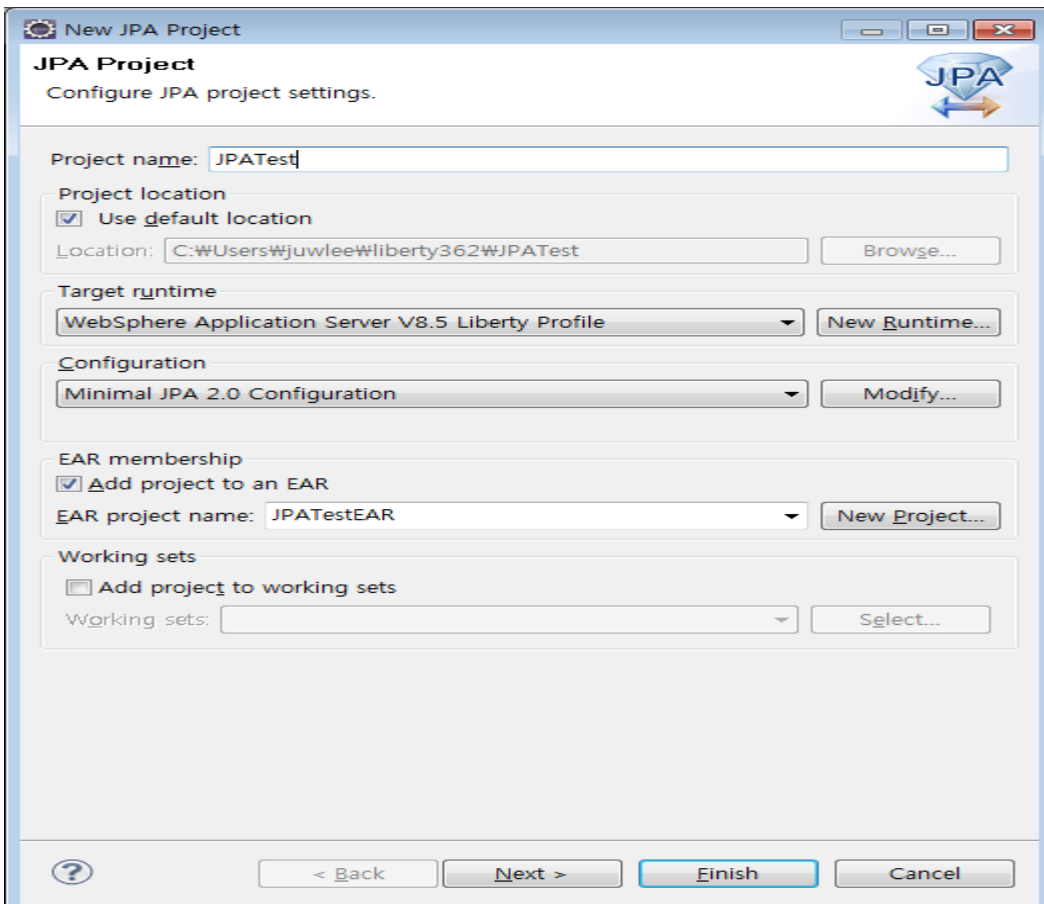 New JPA Project
JPA Project
Configure JPA project settings.
JPA
Project name: JPATest
Project location
Use default location
Location: C:₩Users₩juwlee₩liberty362₩JPATest Browse...
Target runtime
WebSphere Application Server V8.5 Liberty Profile New Runtime...
Configuration
Minimal JPA 2.0 Configuration Modify...
EAR membership
Add project to an EAR
EAR project name: JPATestEAR New Project...
Working sets
Add project to working sets
Working sets: Select...
? < Back Next > Finish Cancel